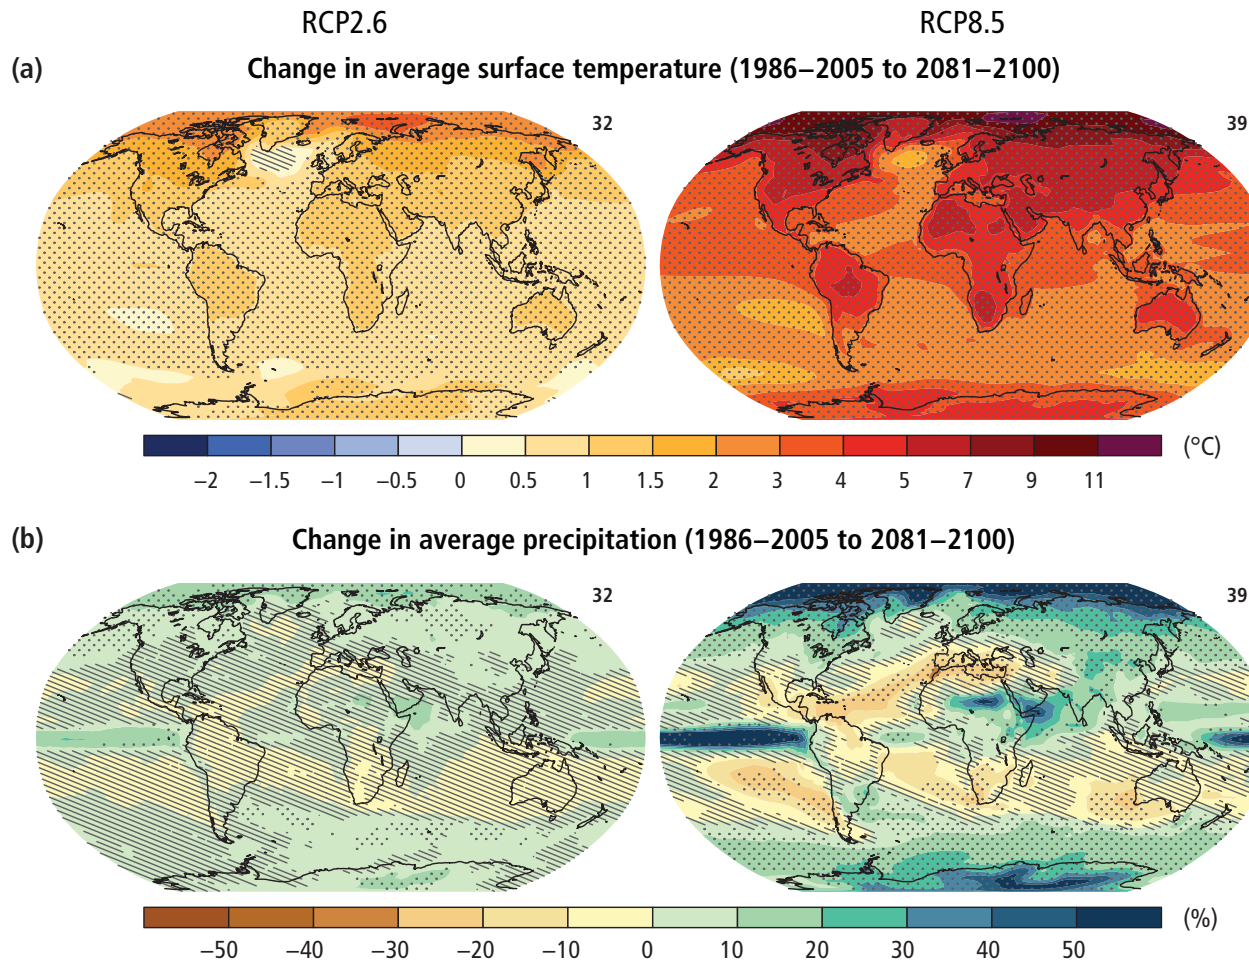 RCP2.6 RCP8.5
(a) Change in average surface temperature (1986–2005 to 2081–2100)
32 39
(°C)
−2 −1.5 −1 −0.5 0 0.5 1 1.5 2 3 4 5 7 9 11
(b) Change in average precipitation (1986–2005 to 2081–2100)
32 39
(%)
−50 −40 −30 −20 −10 0 10 20 30 40 50